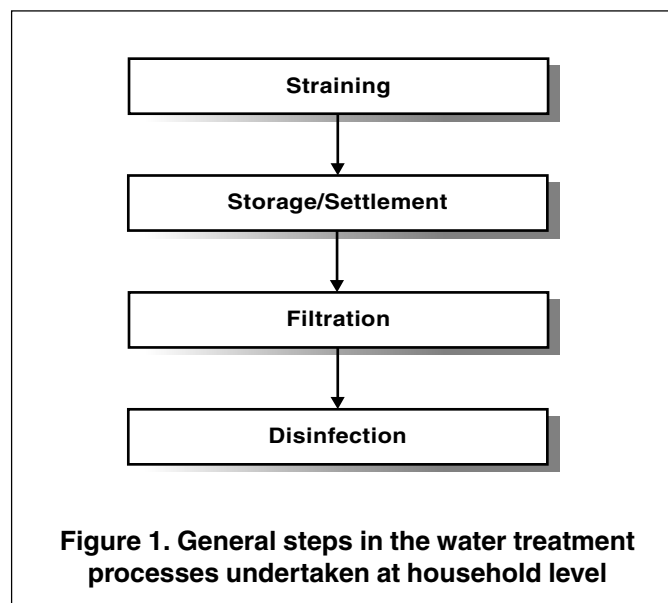 Straining
Storage/Settlement
Filtration
Disinfection
Figure 1. General steps in the water treatment
processes undertaken at household level